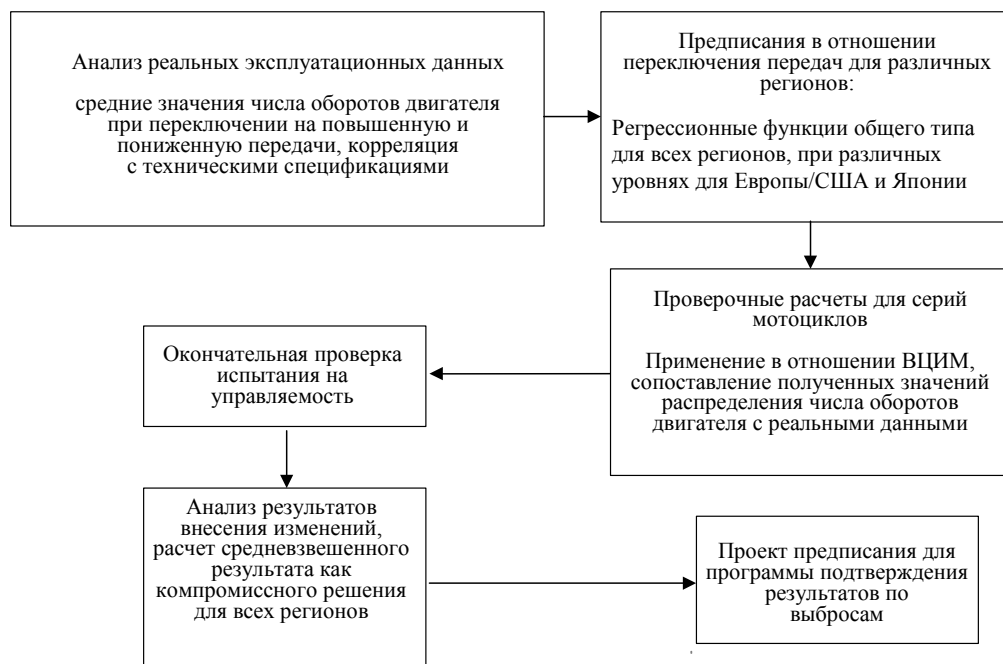 Анализ реальных эксплуатационных данных
средние значения числа оборотов двигателя
при переключении на повышенную и
пониженную передачи, корреляция
с техническими спецификациями
Предписания в отношении
переключения передач для различных
регионов:
Регрессионные функции общего типа
для всех регионов, при различных
уровнях для Европы/США и Японии
Проверочные расчеты для серий
мотоциклов
Применение в отношении ВЦИМ,
сопоставление полученных значений
распределения числа оборотов
двигателя с реальными данными
Окончательная проверка
испытания на
управляемость
Анализ результатов
внесения изменений,
расчет средневзвешенного
результата как
компромиссного решения
для всех регионов
Проект предписания для
программы подтверждения
результатов по
выбросам